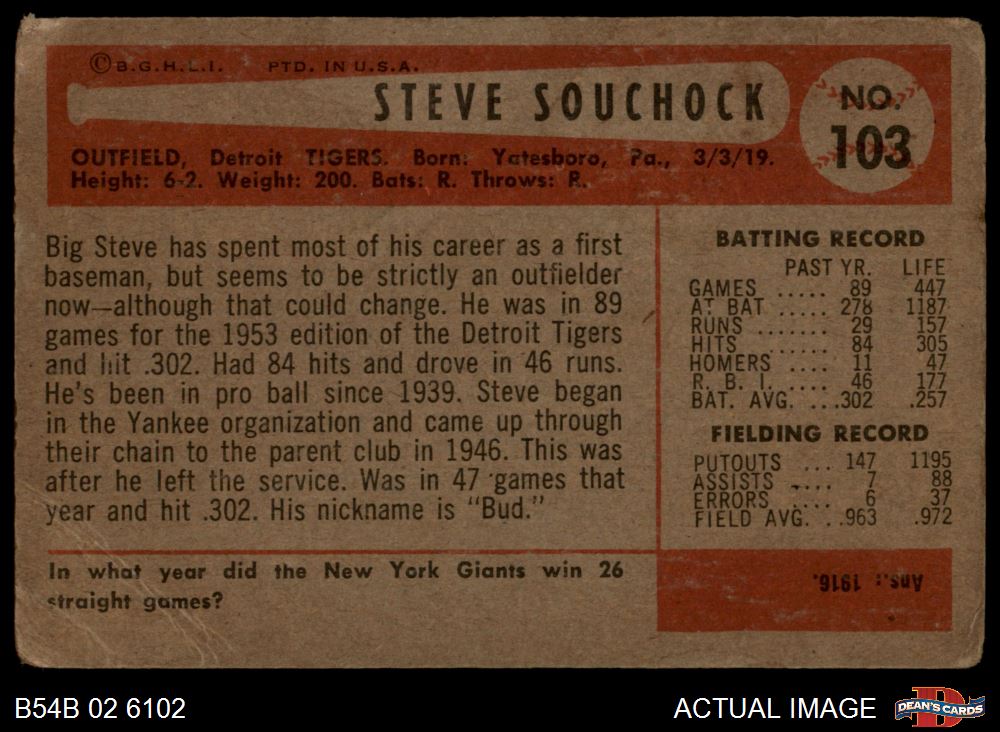 © B.G.H.L.I. PTD. IN U.S.A.
STEVE SOUCHOCK
NO.
103
OUTFIELD, Detroit TIGERS. Born: Yatesboro, Pa., 3/3/19.
Height: 6-2. Weight: 200. Bats: R. Throws: R.
Big Steve has spent most of his career as a first
baseman, but seems to be strictly an outfielder
now—although that could change. He was in 89
games for the 1953 edition of the Detroit Tigers
and hit .302. Had 84 hits and drove in 46 runs.
He's been in pro ball since 1939. Steve began
in the Yankee organization and came up through
their chain to the parent club in 1946. This was
after he left the service. Was in 47 games that
year and hit .302. His nickname is "Bud."
In what year did the New York Giants win 26
straight games?
BATTING RECORD
PAST YR. LIFE
GAMES ..... 89 447
AT BAT ..... 278 1187
RUNS ....... 29 157
HITS ...... 84 305
HOMERS .... 11 47
R. B. I. .... 46 177
BAT. AVG. ...302 .257
FIELDING RECORD
PUTOUTS ... 147 1195
ASSISTS .... 7 88
ERRORS .... 6 37
FIELD AVG. . .963 .972
Ans.: 1916.
B54B 02 6102
ACTUAL IMAGE
DEAN'S CARDS